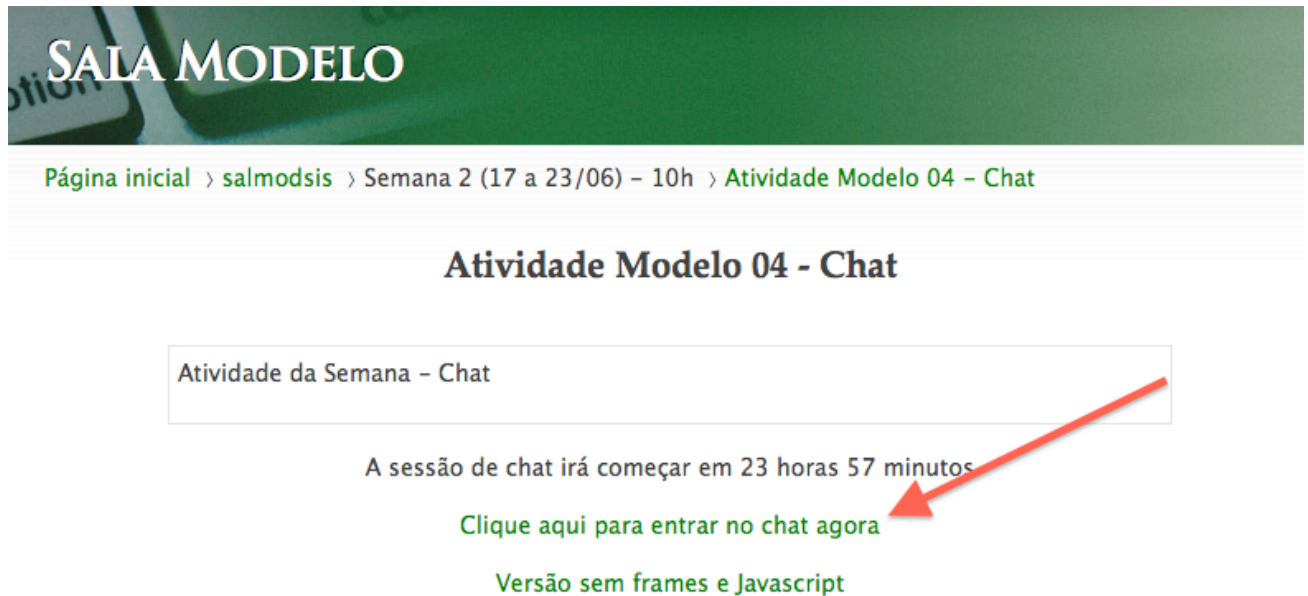 SALA MODELO
ption
Página inicial 〉 salmodsis 〉 Semana 2 (17 a 23/06) – 10h 〉 Atividade Modelo 04 – Chat
Atividade Modelo 04 - Chat
Atividade da Semana – Chat
A sessão de chat irá começar em 23 horas 57 minutos
Clique aqui para entrar no chat agora
Versão sem frames e Javascript